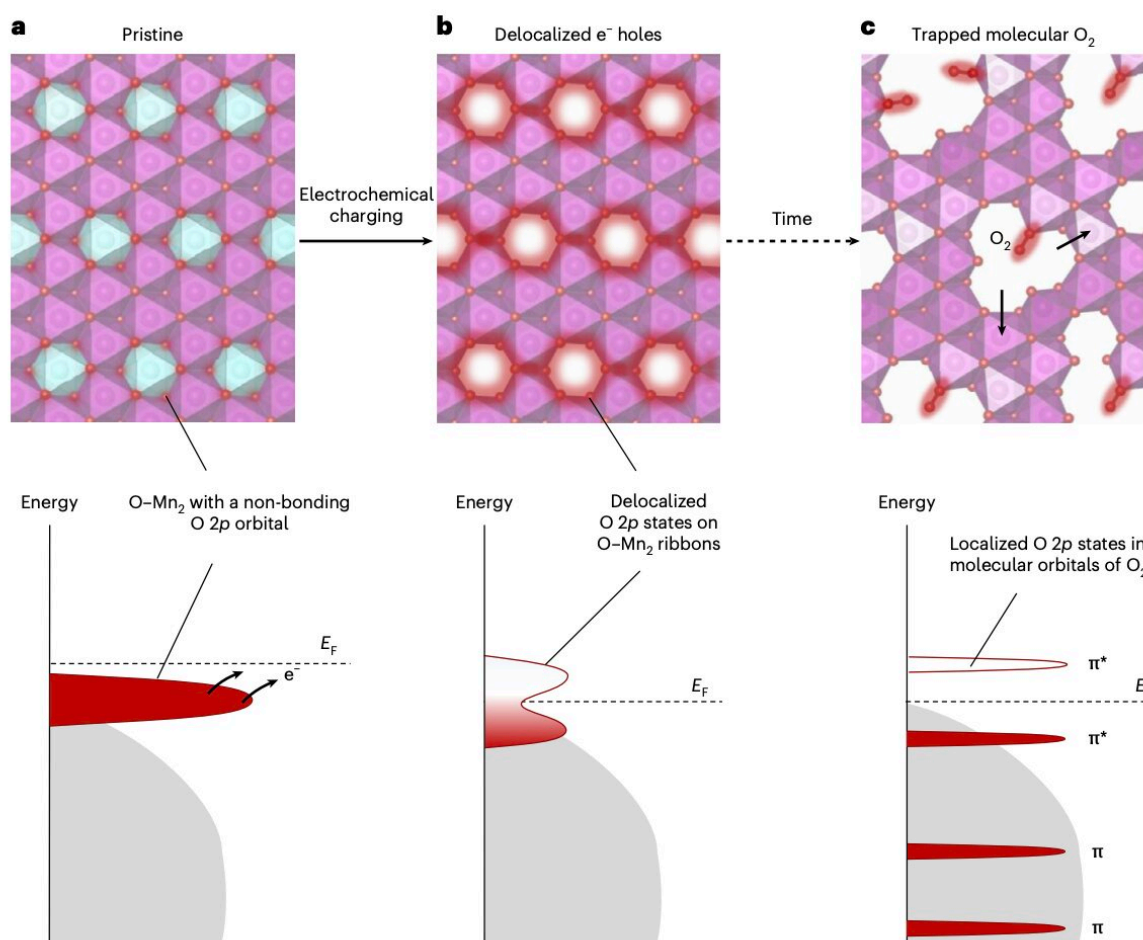 a
Pristine
b
Delocalized e⁻ holes
c
Trapped molecular O₂
Electrochemical
charging
Time
O₂
Energy
O–Mn₂ with a non-bonding
O 2p orbital
E_F
e⁻
Energy
Delocalized
O 2p states on
O–Mn₂ ribbons
E_F
Energy
Localized O 2p states in
molecular orbitals of O₂
π*
E
π*
π
π